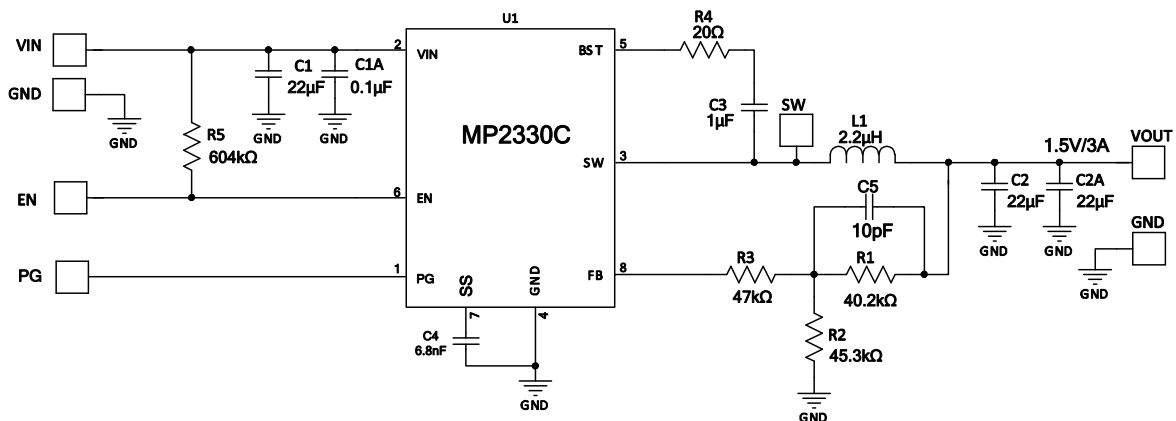 U1
VIN
2
VIN
C1
22μF
C1A
0.1μF
GND
GND
GND
GND
R5
604kΩ
MP2330C
BST
5
R4
20Ω
C3
1μF
SW
SW
3
L1
2.2μH
1.5V/3A
VOUT
C2
22μF
C2A
22μF
GND
GND
GND
GND
EN
6
EN
C5
10pF
PG
1
PG
FB
8
R3
47kΩ
R1
40.2kΩ
SS
GND
7
4
C4
6.8nF
R2
45.3kΩ
GND
GND